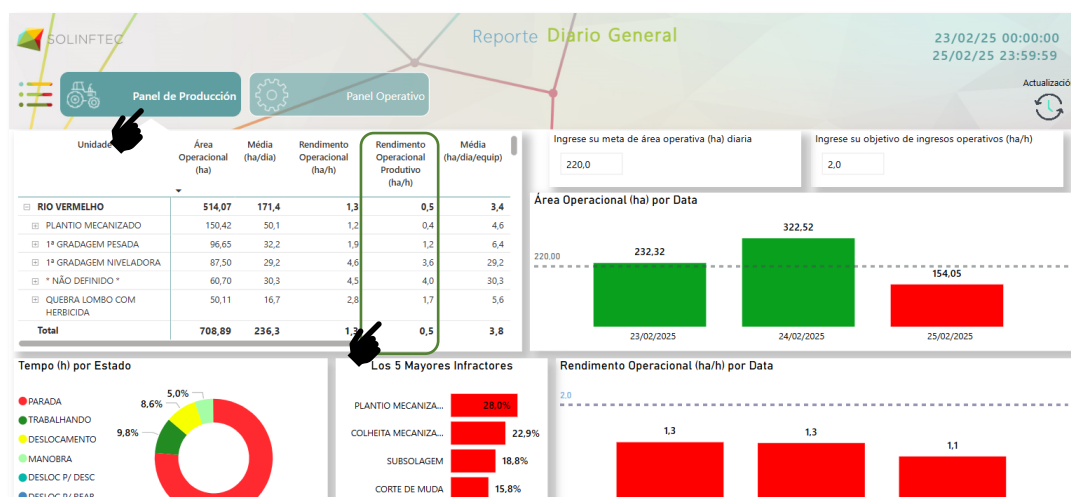 SOLINFTEC
Reporte Diario General
23/02/25 00:00:00
25/02/25 23:59:59
Panel de Producción
Panel Operativo
Actualizació
Unidade
Área Operacional (ha)
Média (ha/dia)
Rendimento Operacional (ha/h)
Rendimento Operacional Produtivo (ha/h)
Média (ha/dia/equip)
RIO VERMELHO 514,07 171,4 1,3 0,5 3,4
PLANTIO MECANIZADO 150,42 50,1 1,2 0,4 4,6
1ª GRADAGEM PESADA 96,65 32,2 1,9 1,2 6,4
1ª GRADAGEM NIVELADORA 87,50 29,2 4,6 3,6 29,2
* NÃO DEFINIDO * 60,70 30,3 4,5 4,0 30,3
QUEBRA LOMBO COM HERBICIDA 50,11 16,7 2,8 1,7 5,6
Total 708,89 236,3 1,3 0,5 3,8
Ingrese su meta de área operativa (ha) diaria
220,0
Ingrese su objetivo de ingresos operativos (ha/h)
2,0
Área Operacional (ha) por Data
220,00
232,32
322,52
154,05
23/02/2025
24/02/2025
25/02/2025
Tempo (h) por Estado
PARADA
TRABALHANDO
DESLOCAMENTO
MANOBRA
DESLOC P/ DESC
5,0%
8,6%
9,8%
Los 5 Mayores Infractores
PLANTIO MECANIZA... 28,0%
COLHEITA MECANIZA... 22,9%
SUBSOLAGEM 18,8%
CORTE DE MUDA 15,8%
Rendimento Operacional (ha/h) por Data
2,0
1,3
1,3
1,1